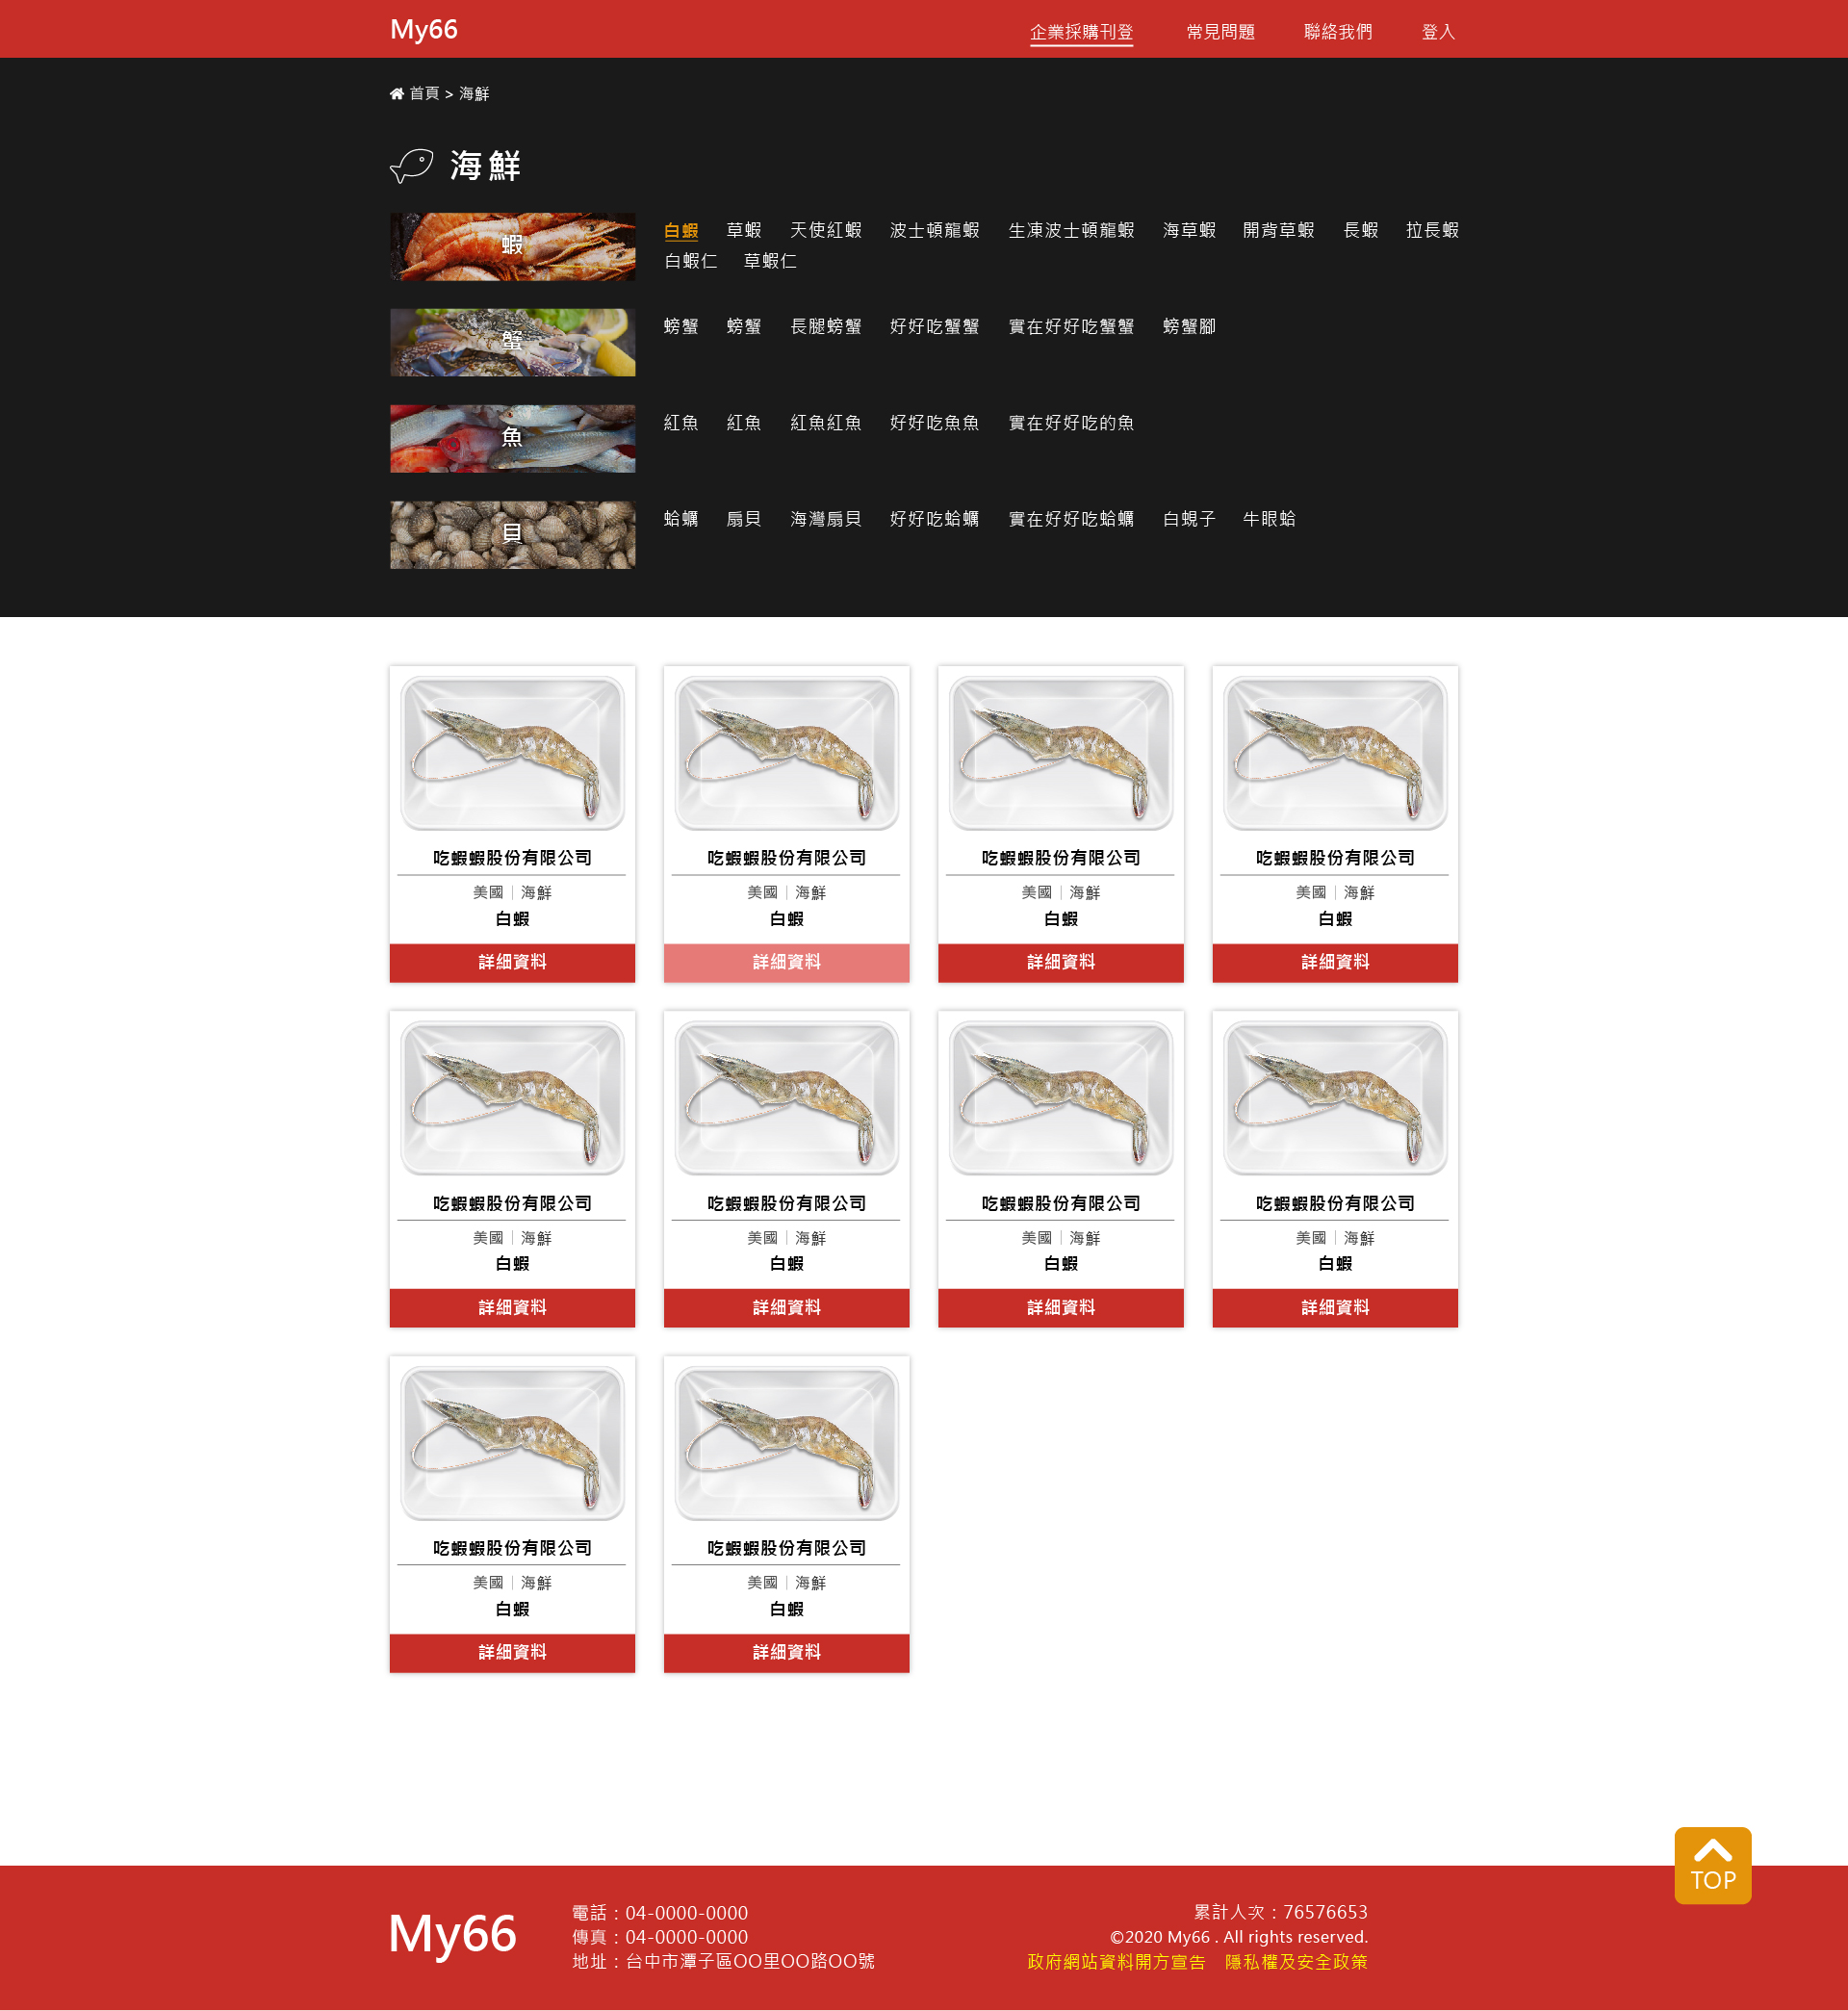 My66 企業採購刊登 常見問題 聯絡我們 登入
首頁 > 海鮮
海鮮
蝦
白蝦 草蝦 天使紅蝦 波士頓龍蝦 生凍波士頓龍蝦 海草蝦 開背草蝦 長蝦 拉長蝦
白蝦仁 草蝦仁
蟹
螃蟹 螃蟹 長腿螃蟹 好好吃蟹蟹 實在好好吃蟹蟹 螃蟹腳
魚
紅魚 紅魚 紅魚紅魚 好好吃魚魚 實在好好吃的魚
貝
蛤蠣 扇貝 海灣扇貝 好好吃蛤蠣 實在好好吃蛤蠣 白蜆子 牛眼蛤
吃蝦蝦股份有限公司 吃蝦蝦股份有限公司 吃蝦蝦股份有限公司 吃蝦蝦股份有限公司
美國｜海鮮 美國｜海鮮 美國｜海鮮 美國｜海鮮
白蝦 白蝦 白蝦 白蝦
詳細資料 詳細資料 詳細資料 詳細資料
吃蝦蝦股份有限公司 吃蝦蝦股份有限公司 吃蝦蝦股份有限公司 吃蝦蝦股份有限公司
美國｜海鮮 美國｜海鮮 美國｜海鮮 美國｜海鮮
白蝦 白蝦 白蝦 白蝦
詳細資料 詳細資料 詳細資料 詳細資料
吃蝦蝦股份有限公司 吃蝦蝦股份有限公司
美國｜海鮮 美國｜海鮮
白蝦 白蝦
詳細資料 詳細資料
TOP
My66
電話：04-0000-0000
傳真：04-0000-0000
地址：台中市潭子區OO里OO路OO號
累計人次：76576653
©2020 My66 . All rights reserved.
政府網站資料開方宣告 隱私權及安全政策